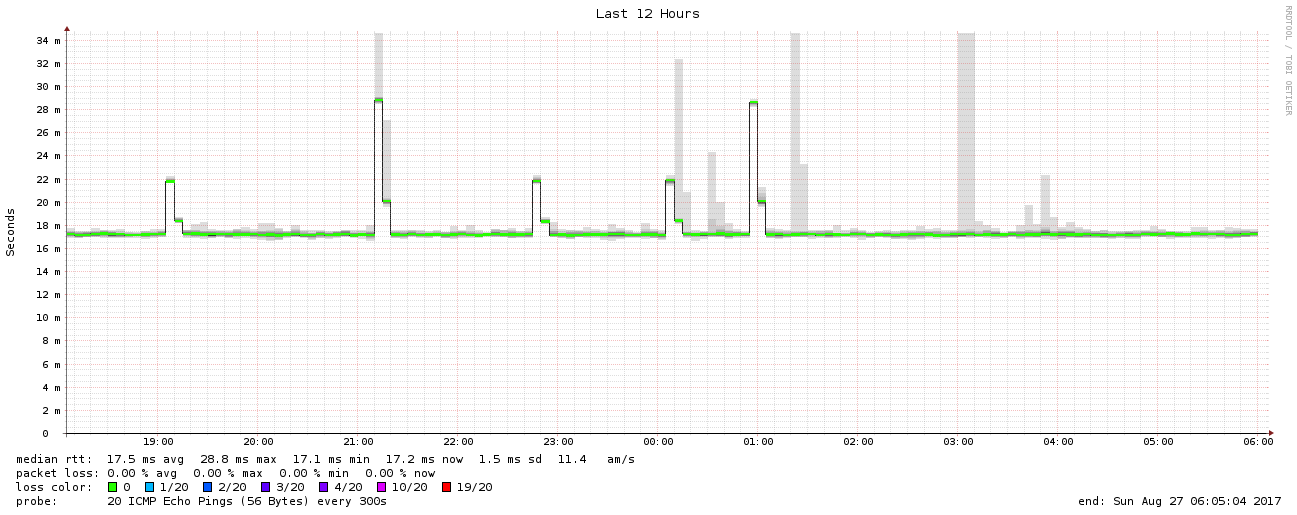 Last 12 Hours
RRDTOOL / TOBI OETIKER
Seconds
34 m
32 m
30 m
28 m
26 m
24 m
22 m
20 m
18 m
16 m
14 m
12 m
10 m
8 m
6 m
4 m
2 m
0
19:00 20:00 21:00 22:00 23:00 00:00 01:00 02:00 03:00 04:00 05:00 06:00
median rtt: 17.5 ms avg 28.8 ms max 17.1 ms min 17.2 ms now 1.5 ms sd 11.4 am/s
packet loss: 0.00 % avg 0.00 % max 0.00 % min 0.00 % now
loss color: 0 1/20 2/20 3/20 4/20 10/20 19/20
probe: 20 ICMP Echo Pings (56 Bytes) every 300s end: Sun Aug 27 06:05:04 2017